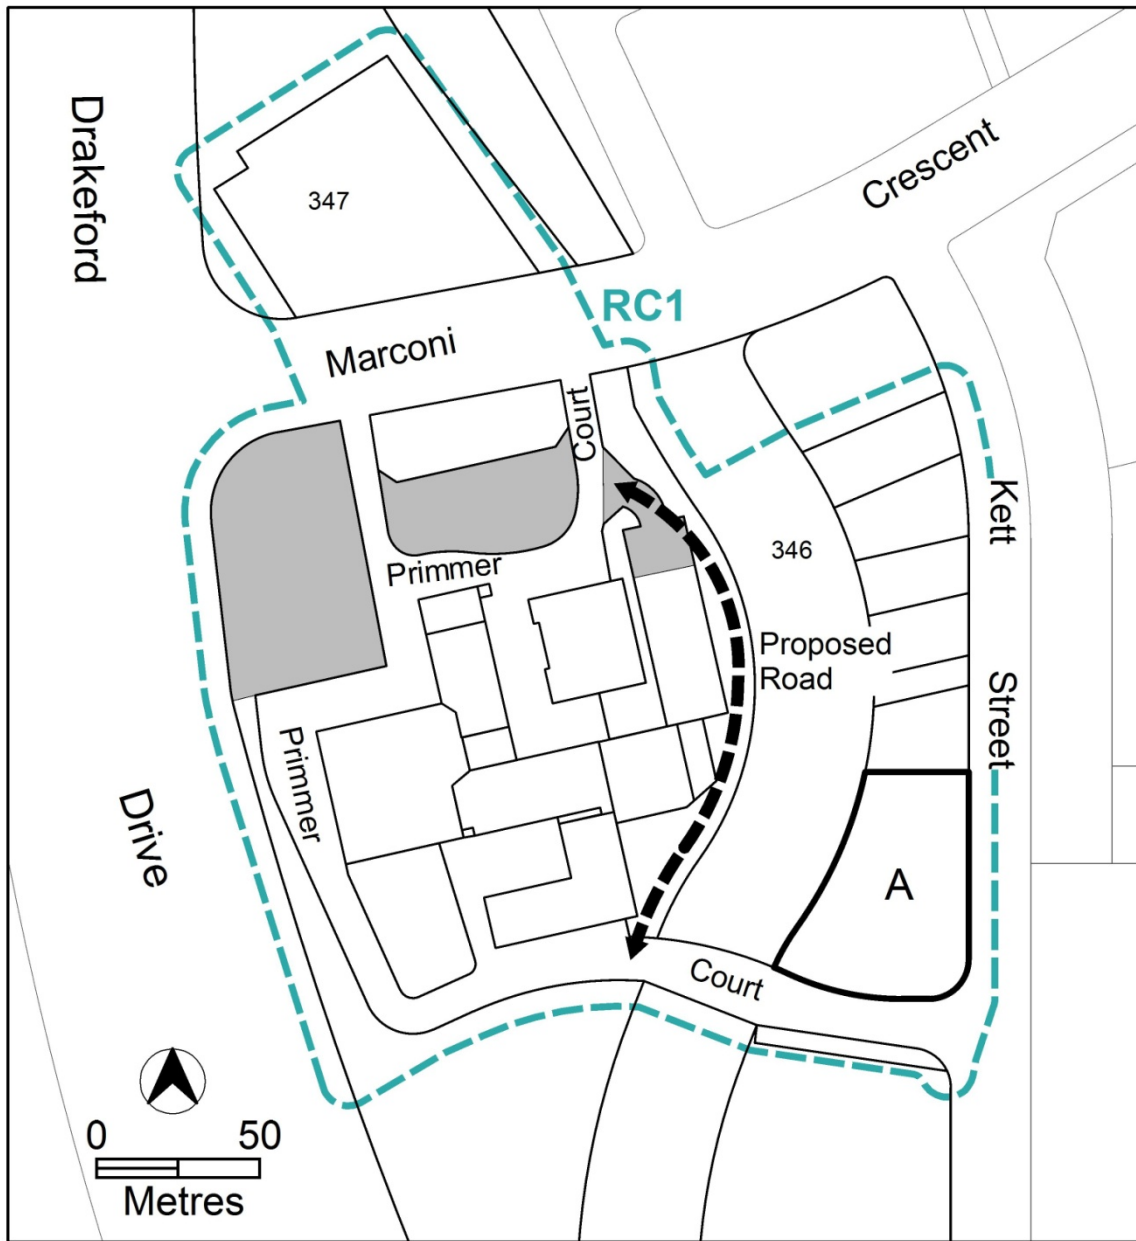 Drakeford
347
Crescent
RC1
Marconi
Court
Kett
346
Primmer
Proposed
Road
Street
Primmer
Drive
A
Court
0 50
Metres